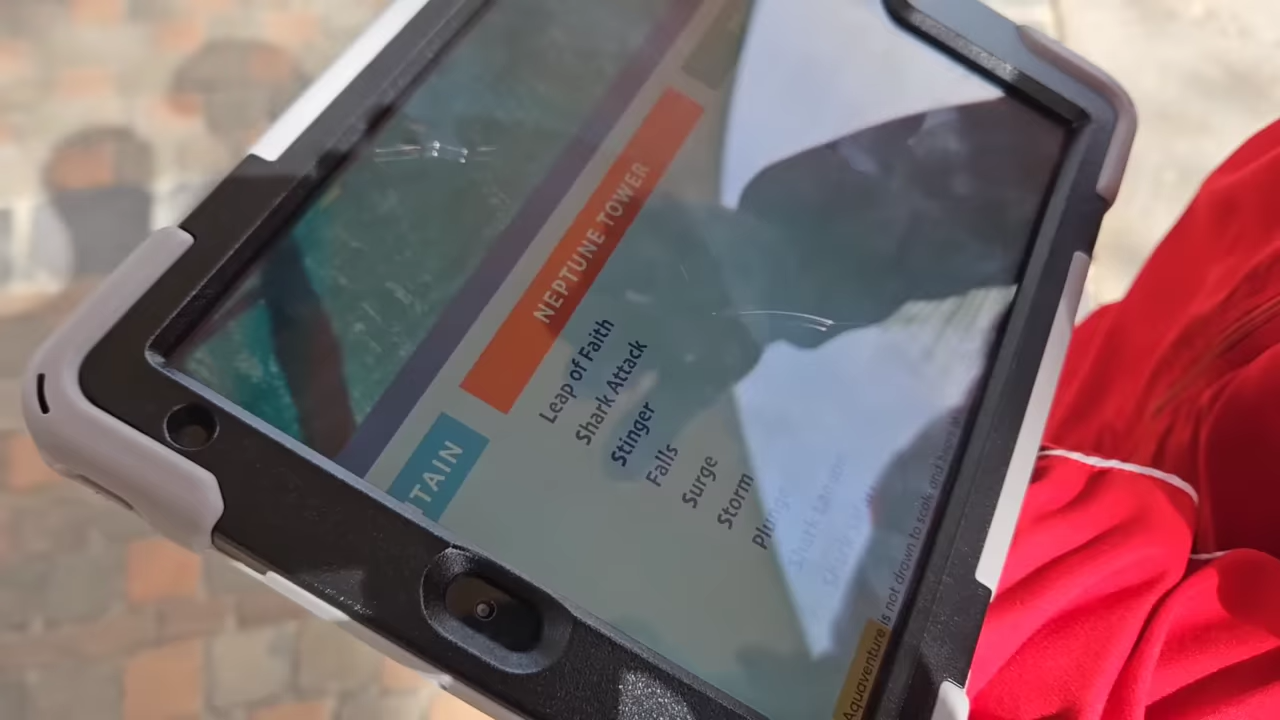 NEPTUNE TOWER
TAIN
Leap of Faith
Shark Attack
Stinger
Falls
Surge
Storm
Plunge
Aquaventure is not drawn to scale and